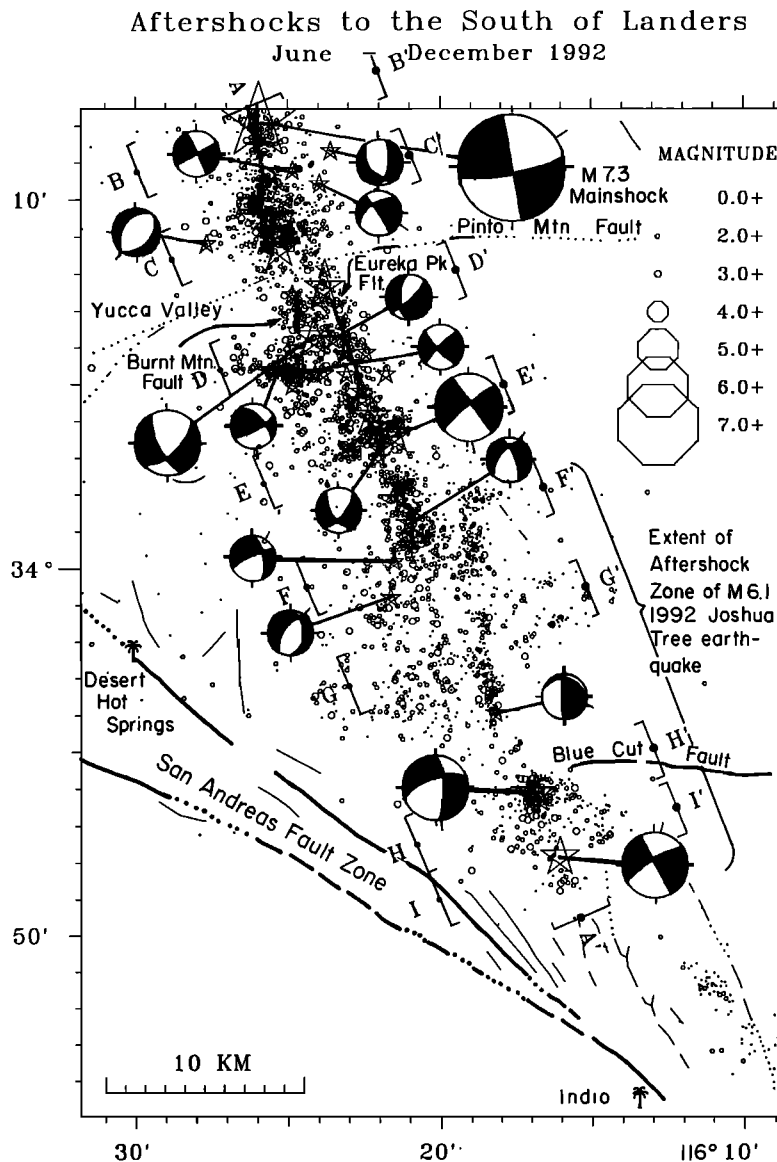 Aftershocks to the South of Landers
June December 1992
B'
A
C'
M 7.3
Mainshock
MAGNITUDE
B
0.0+
10'
Pinto Mtn Fault
2.0+
C
D'
3.0+
Eureka Pk
Flt.
Yucca Valley
4.0+
5.0+
Burnt Mtn.
Fault
D
E'
6.0+
7.0+
E
F'
Extent of
Aftershock
Zone of M 6.1
1992 Joshua
Tree earth-
quake
34°
F
G'
Desert
Hot
Springs
G
H'
Blue Cut Fault
San Andreas Fault Zone
I'
H
I
A'
50'
10 KM
Indio
30'
20'
116° 10'